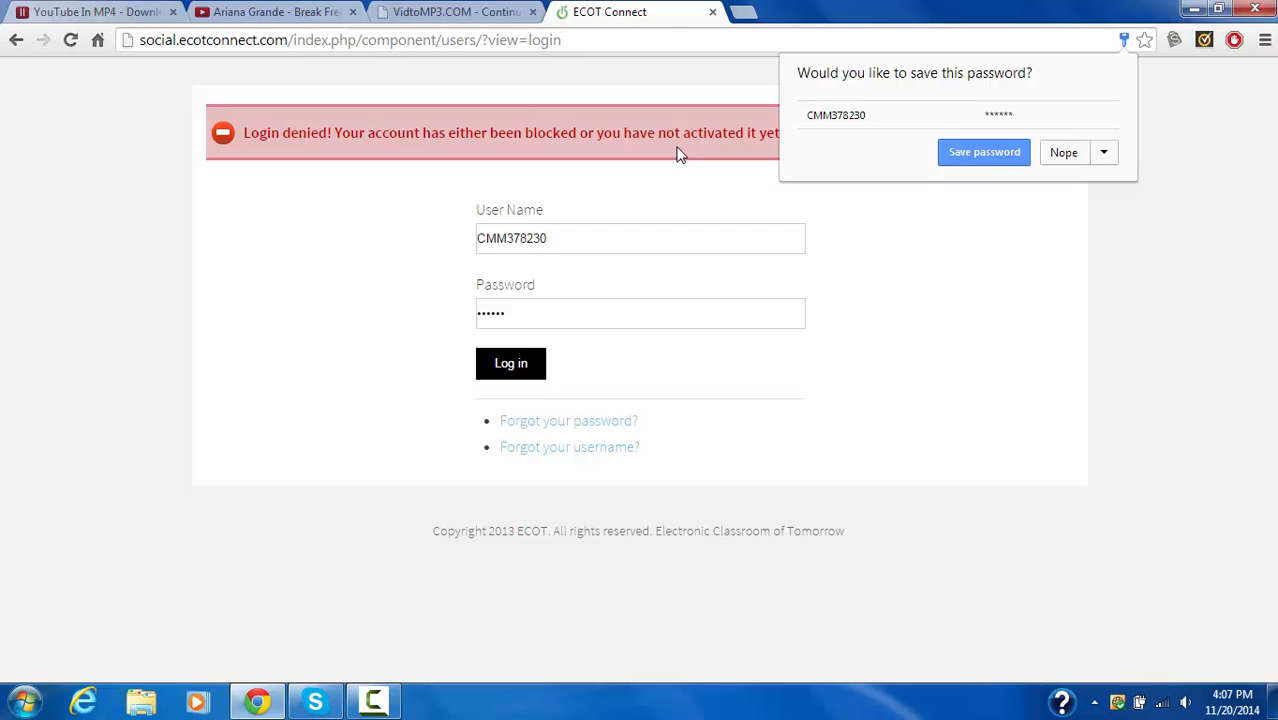 YouTube In MP4 - Downl
Ariana Grande - Break Fre
VidtoMP3.COM - Continu
ECOT Connect
social.ecotconnect.com/index.php/component/users/?view=login
Would you like to save this password?
CMM378230 ******
Save password Nope
Login denied! Your account has either been blocked or you have not activated it yet
User Name
CMM378230
Password
••••••
Log in
Forgot your password?
Forgot your username?
Copyright 2013 ECOT. All rights reserved. Electronic Classroom of Tomorrow
4:07 PM
11/20/2014